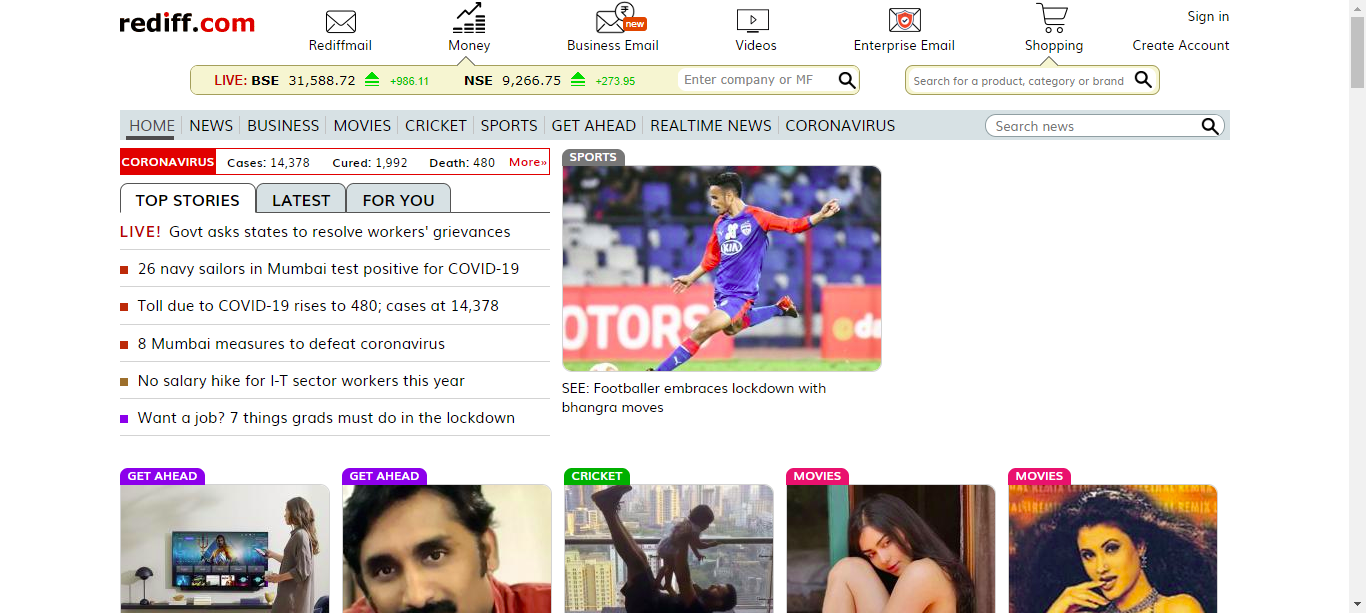 rediff.com
Rediffmail
Money
₹
new
Business Email
Videos
Enterprise Email
Shopping
Sign in
Create Account
LIVE: BSE 31,588.72 +986.11 NSE 9,266.75 +273.95
Enter company or MF
Search for a product, category or brand
HOME NEWS BUSINESS MOVIES CRICKET SPORTS GET AHEAD REALTIME NEWS CORONAVIRUS
Search news
CORONAVIRUS Cases: 14,378 Cured: 1,992 Death: 480 More»
TOP STORIES LATEST FOR YOU
LIVE! Govt asks states to resolve workers' grievances
26 navy sailors in Mumbai test positive for COVID-19
Toll due to COVID-19 rises to 480; cases at 14,378
8 Mumbai measures to defeat coronavirus
No salary hike for I-T sector workers this year
Want a job? 7 things grads must do in the lockdown
SPORTS
KIA
OTORS
SEE: Footballer embraces lockdown with
bhangra moves
GET AHEAD
GET AHEAD
CRICKET
MOVIES
MOVIES